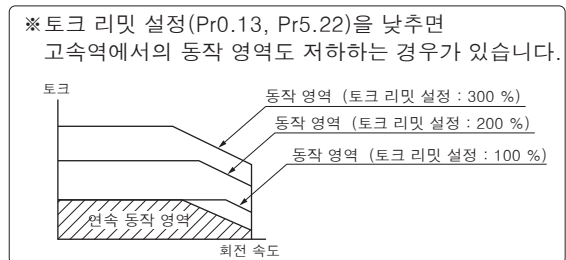 ※토크 리밋 설정(Pr0.13, Pr5.22)을 낮추면
고속역에서의 동작 영역도 저하하는 경우가 있습니다.
토크
동작 영역 (토크 리밋 설정 : 300 %)
동작 영역 (토크 리밋 설정 : 200 %)
동작 영역 (토크 리밋 설정 : 100 %)
연속 동작 영역
회전 속도